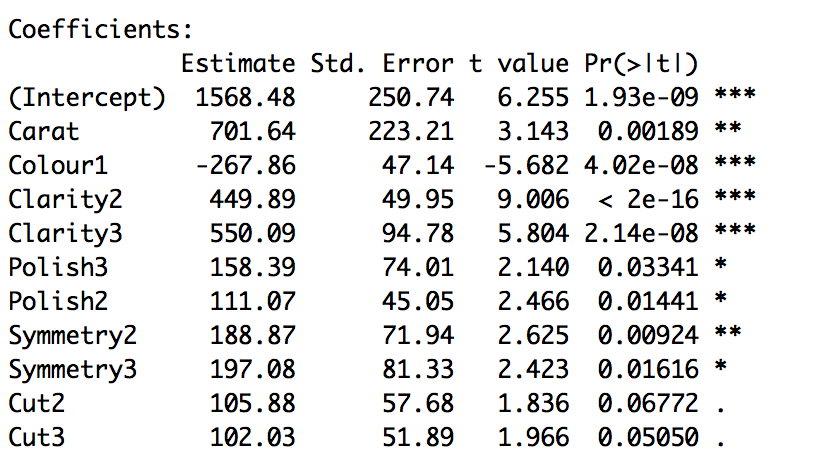 Coefficients:
Estimate Std. Error t value Pr(>|t|)
(Intercept) 1568.48 250.74 6.255 1.93e-09 ***
Carat 701.64 223.21 3.143 0.00189 **
Colour1 -267.86 47.14 -5.682 4.02e-08 ***
Clarity2 449.89 49.95 9.006 < 2e-16 ***
Clarity3 550.09 94.78 5.804 2.14e-08 ***
Polish3 158.39 74.01 2.140 0.03341 *
Polish2 111.07 45.05 2.466 0.01441 *
Symmetry2 188.87 71.94 2.625 0.00924 **
Symmetry3 197.08 81.33 2.423 0.01616 *
Cut2 105.88 57.68 1.836 0.06772 .
Cut3 102.03 51.89 1.966 0.05050 .